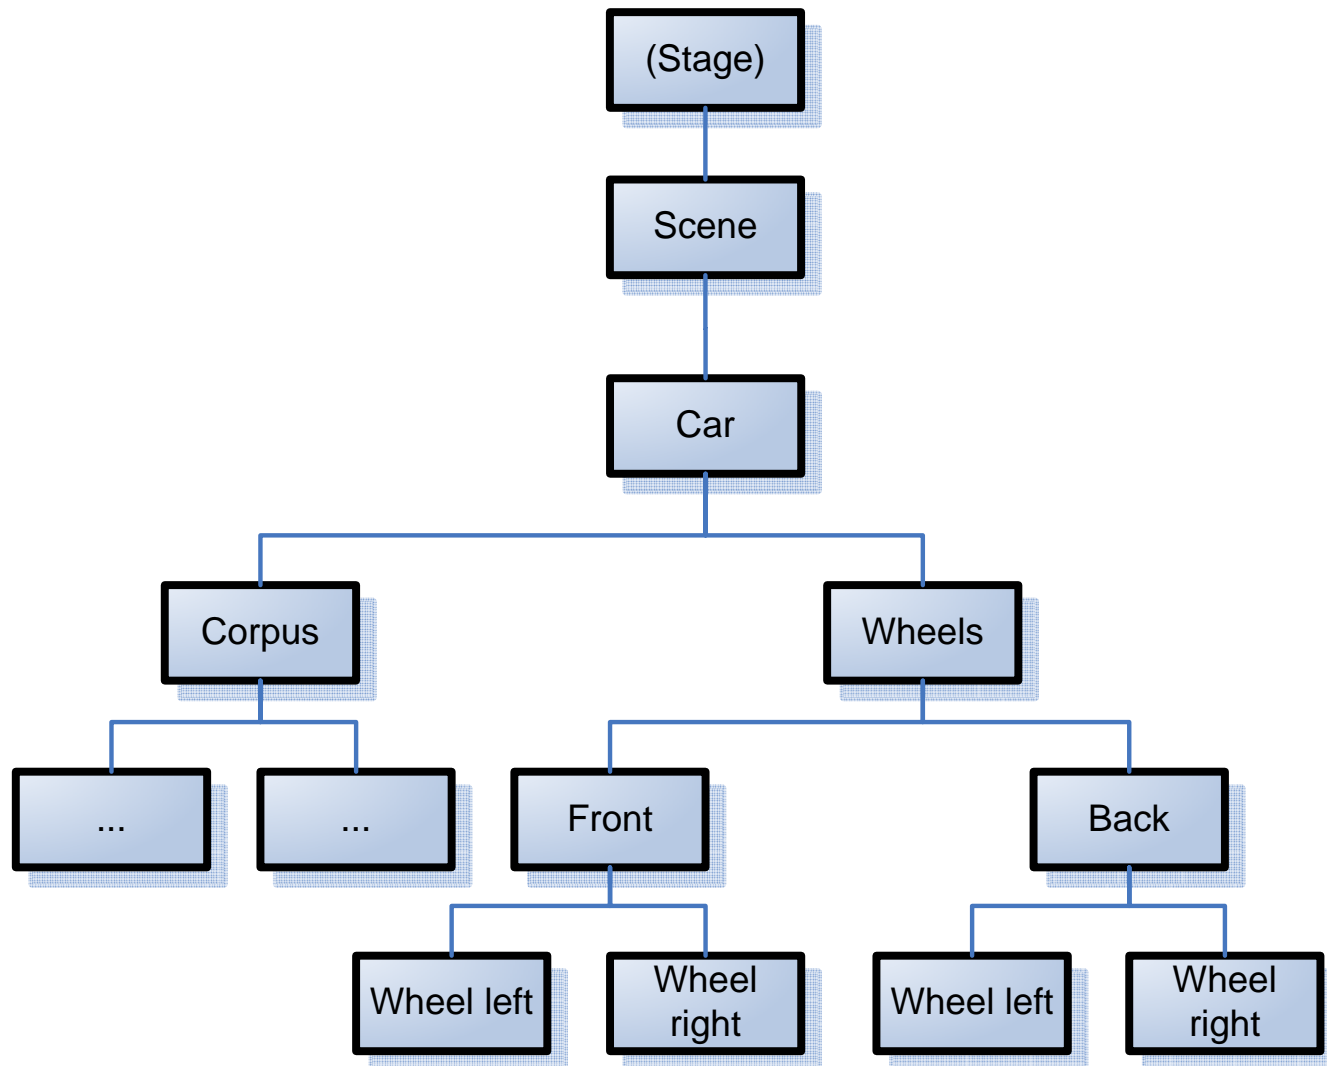 (Stage)
Scene
Car
Corpus
Wheels
...
...
Front
Back
Wheel left
Wheel
right
Wheel left
Wheel
right